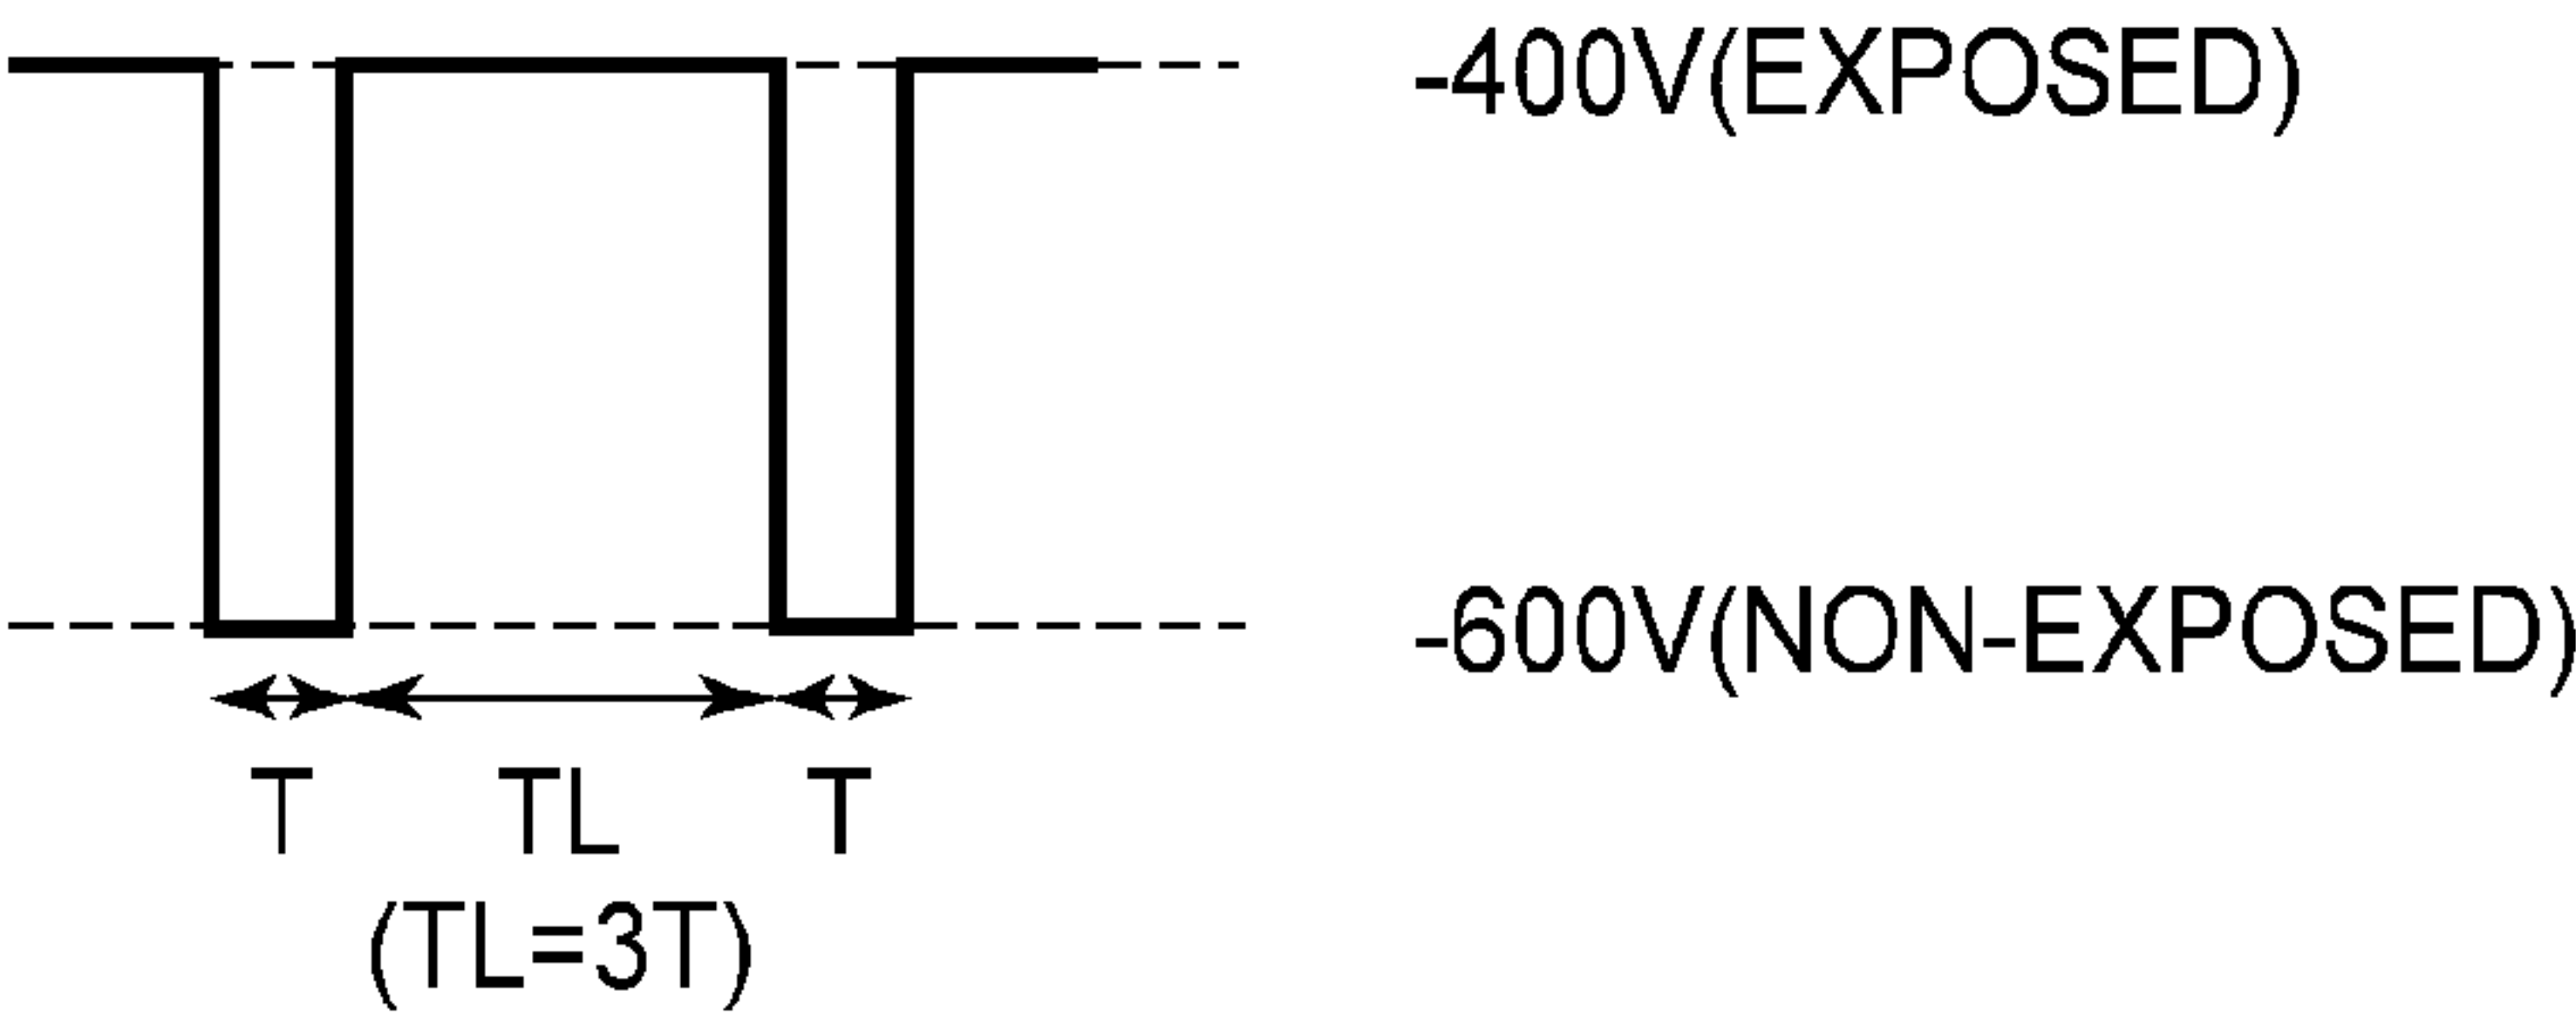 -400V(EXPOSED)
-600V(NON-EXPOSED)
T TL T
(TL=3T)